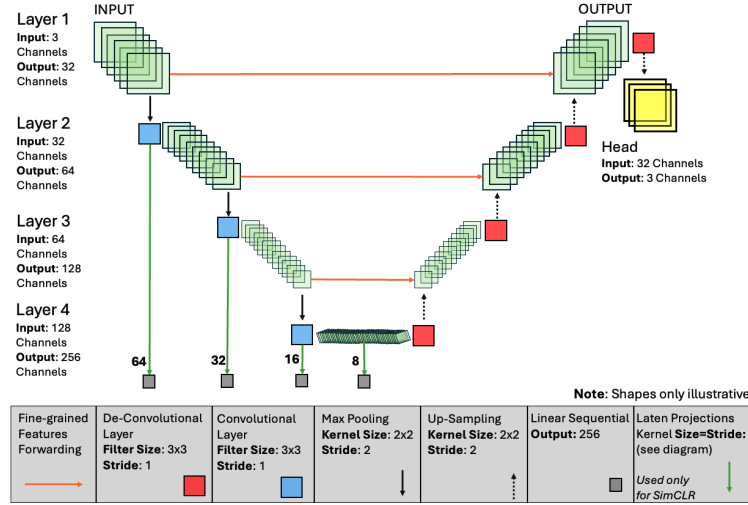 INPUT
OUTPUT
Layer 1
Input: 3
Channels
Output: 32
Channels
Layer 2
Input: 32
Channels
Output: 64
Channels
Head
Input: 32 Channels
Output: 3 Channels
Layer 3
Input: 64
Channels
Output: 128
Channels
Layer 4
Input: 128
Channels
Output: 256
Channels
64
32
16
8
Note: Shapes only illustrative
Fine-grained
Features
Forwarding
De-Convolutional
Layer
Filter Size: 3x3
Stride: 1
Convolutional
Layer
Filter Size: 3x3
Stride: 1
Max Pooling
Kernel Size: 2x2
Stride: 2
Up-Sampling
Kernel Size: 2x2
Stride: 2
Linear Sequential
Output: 256
Used only
for SimCLR
Laten Projections
Kernel Size=Stride:
(see diagram)